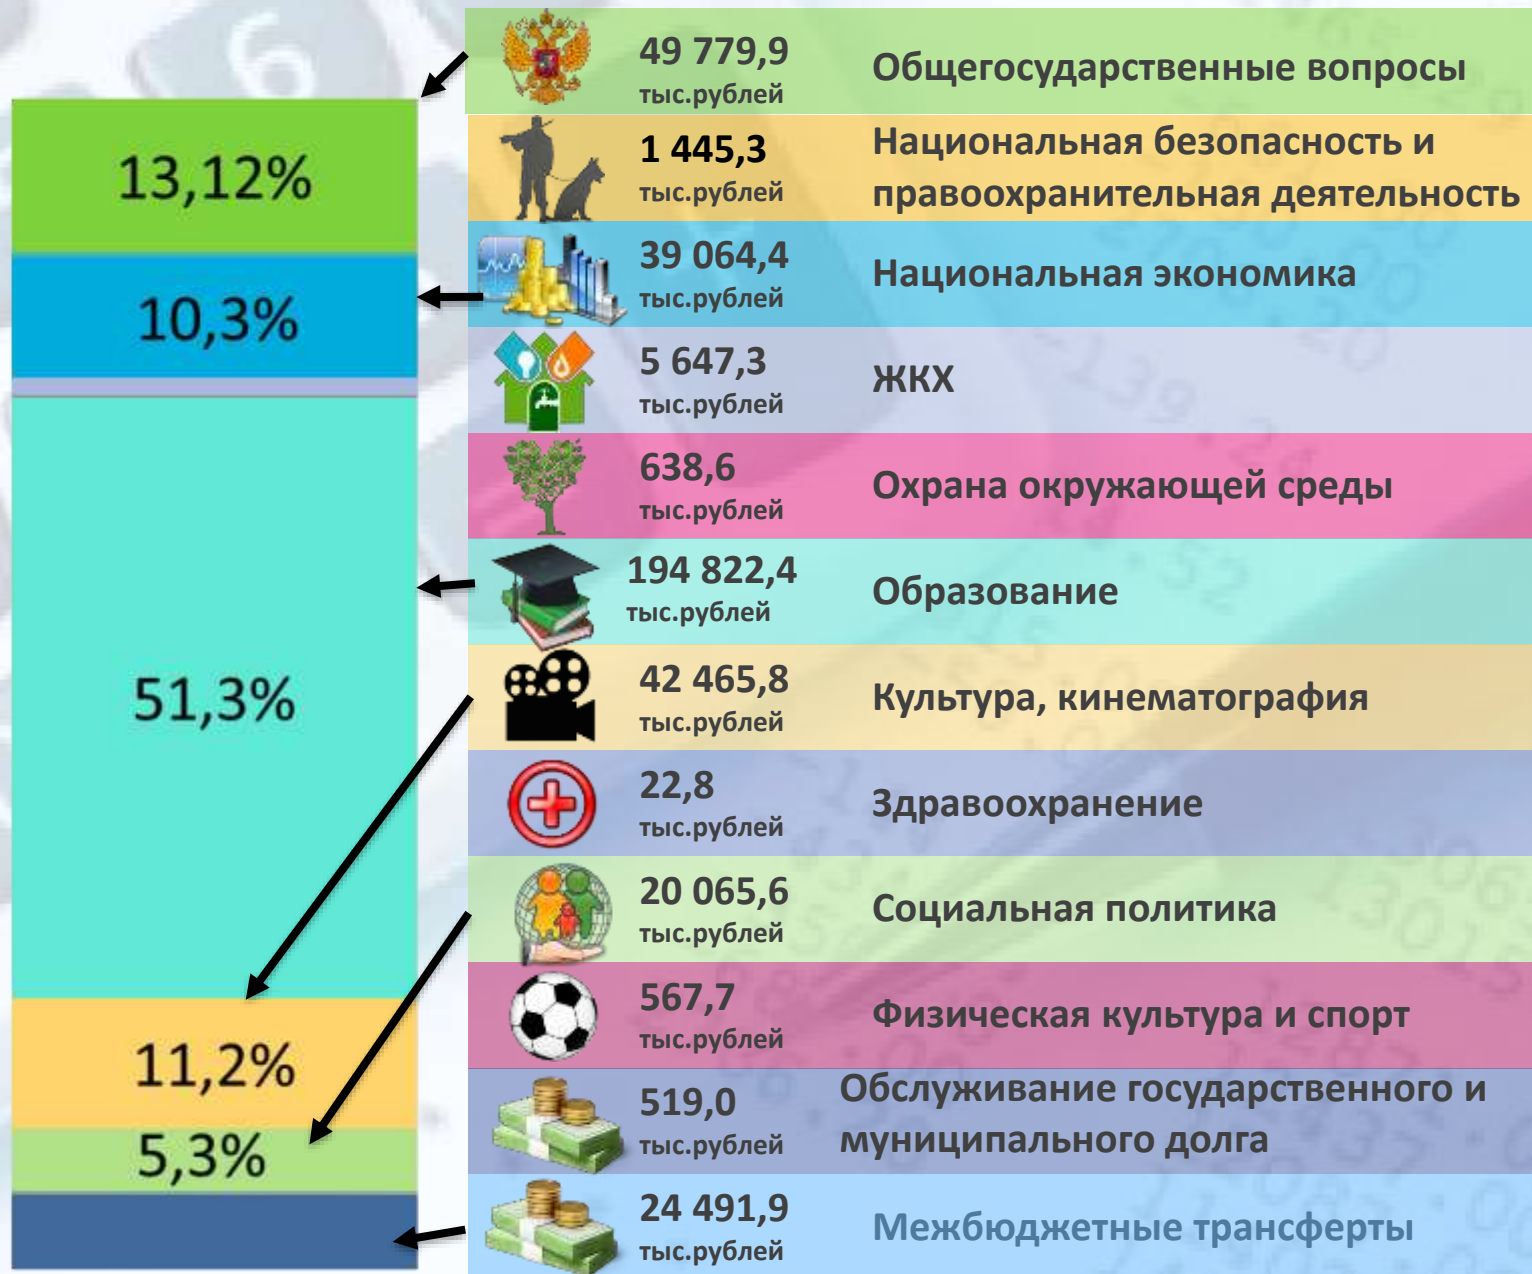 13,12%
10,3%
51,3%
11,2%
5,3%
49 779,9
тыс.рублей
Общегосударственные вопросы
1 445,3
тыс.рублей
Национальная безопасность и
правоохранительная деятельность
39 064,4
тыс.рублей
Национальная экономика
5 647,3
тыс.рублей
ЖКХ
638,6
тыс.рублей
Охрана окружающей среды
194 822,4
тыс.рублей
Образование
42 465,8
тыс.рублей
Культура, кинематография
22,8
тыс.рублей
Здравоохранение
20 065,6
тыс.рублей
Социальная политика
567,7
тыс.рублей
Физическая культура и спорт
519,0
тыс.рублей
Обслуживание государственного и
муниципального долга
24 491,9
тыс.рублей
Межбюджетные трансферты